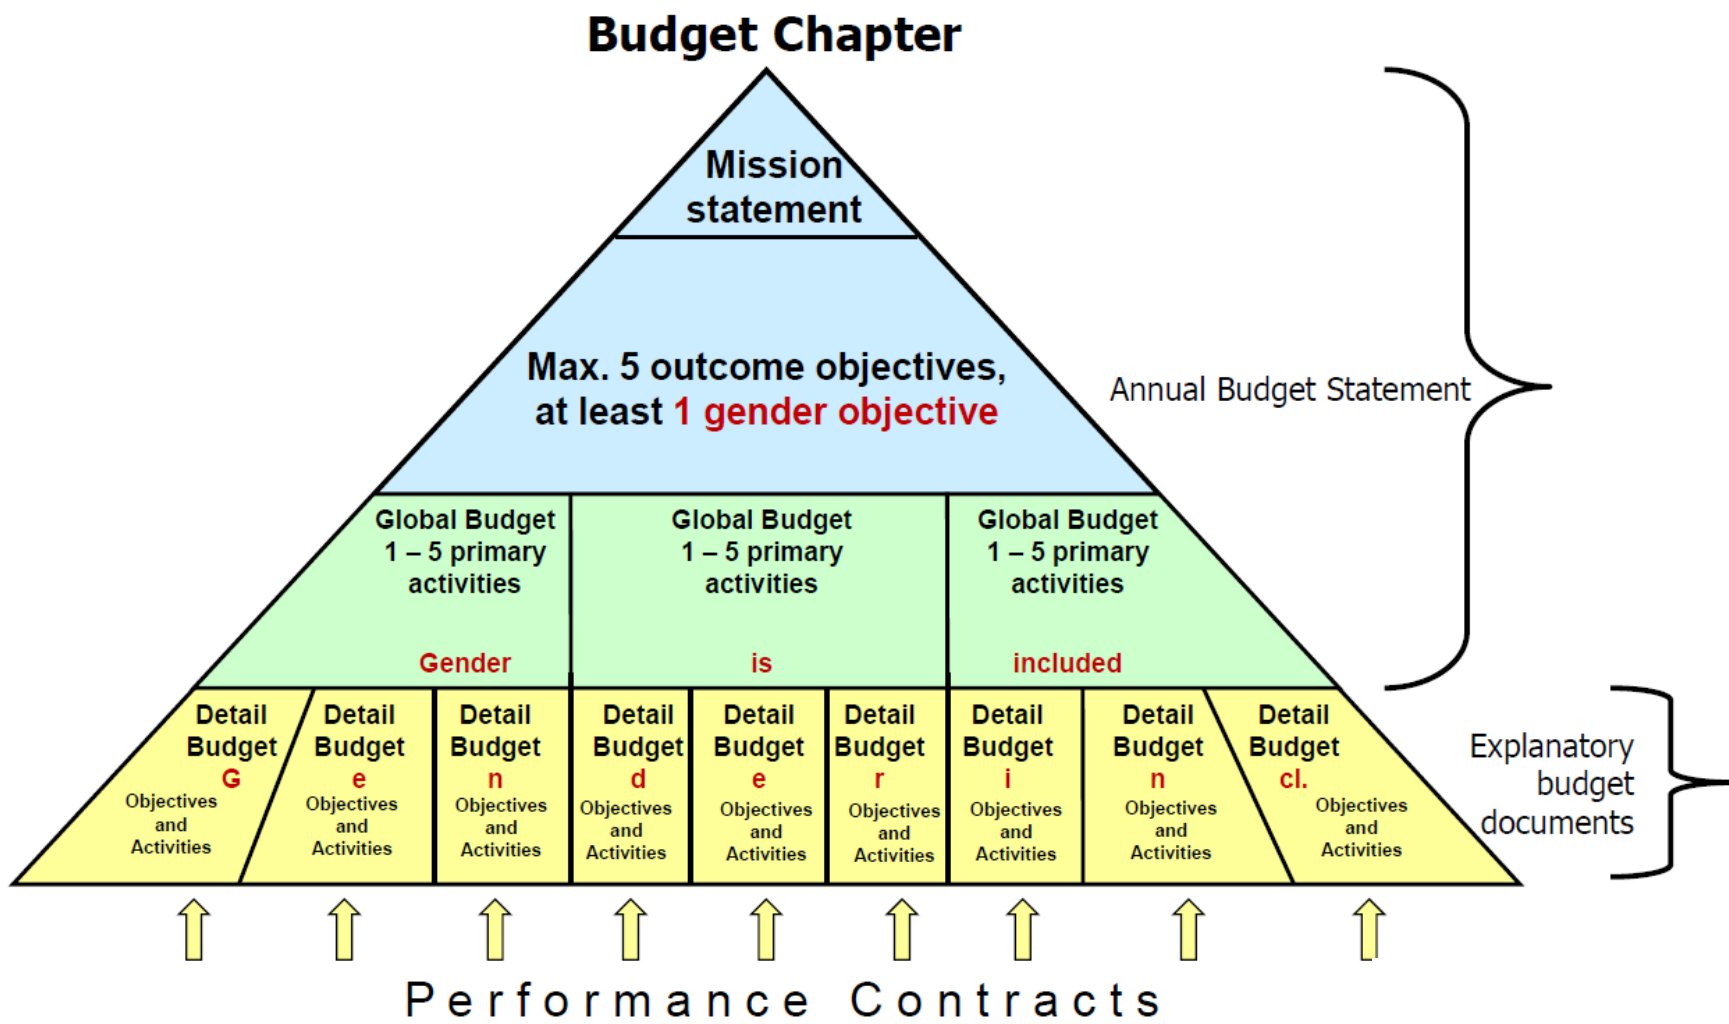 Budget Chapter
Mission
statement
Max. 5 outcome objectives,
at least 1 gender objective
Annual Budget Statement
Global Budget
1 – 5 primary
activities
Gender
Global Budget
1 – 5 primary
activities
is
Global Budget
1 – 5 primary
activities
included
Detail
Budget
G
Objectives
and
Activities
Detail
Budget
e
Objectives
and
Activities
Detail
Budget
n
Objectives
and
Activities
Detail
Budget
d
Objectives
and
Activities
Detail
Budget
e
Objectives
and
Activities
Detail
Budget
r
Objectives
and
Activities
Detail
Budget
i
Objectives
and
Activities
Detail
Budget
n
Objectives
and
Activities
Detail
Budget
cl.
Objectives
and
Activities
Explanatory
budget
documents
Performance Contracts